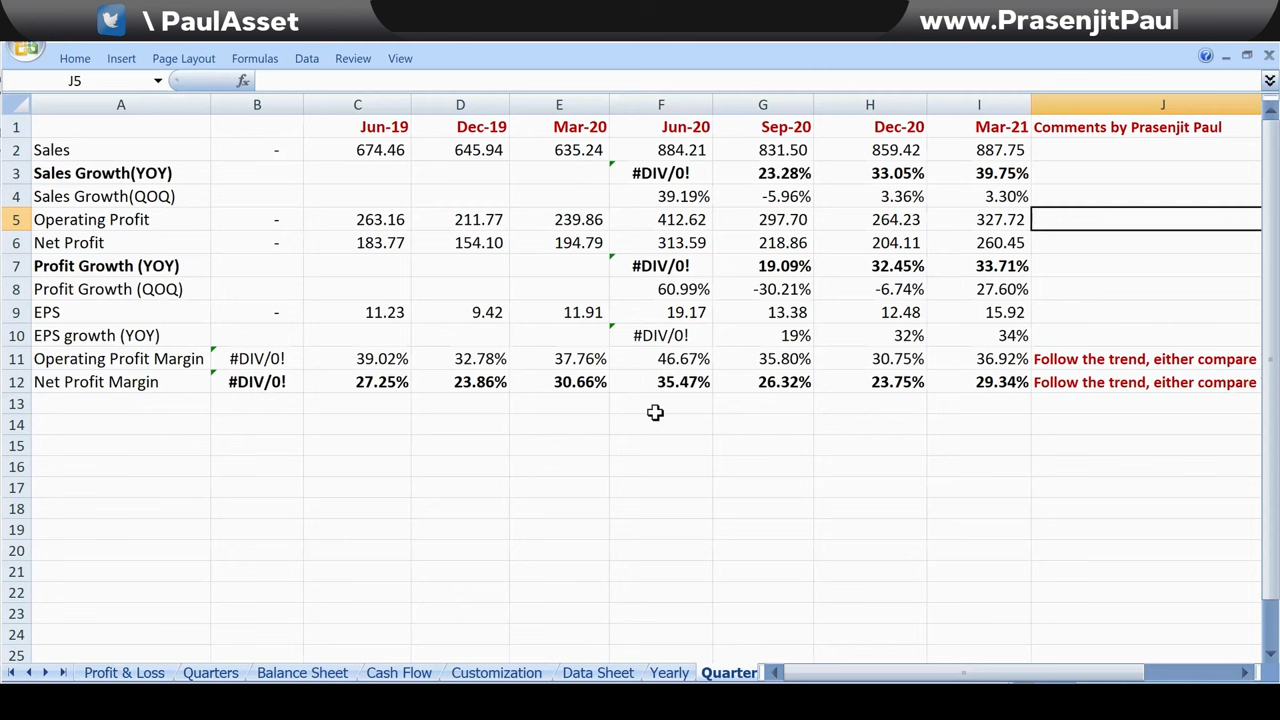 \ PaulAsset
www.PrasenjitPaul
Home Insert Page Layout Formulas Data Review View
J5 fx
A B C D E F G H I J
1 Jun-19 Dec-19 Mar-20 Jun-20 Sep-20 Dec-20 Mar-21 Comments by Prasenjit Paul
2 Sales - 674.46 645.94 635.24 884.21 831.50 859.42 887.75
3 Sales Growth(YOY) #DIV/0! 23.28% 33.05% 39.75%
4 Sales Growth(QOQ) 39.19% -5.96% 3.36% 3.30%
5 Operating Profit - 263.16 211.77 239.86 412.62 297.70 264.23 327.72
6 Net Profit - 183.77 154.10 194.79 313.59 218.86 204.11 260.45
7 Profit Growth (YOY) #DIV/0! 19.09% 32.45% 33.71%
8 Profit Growth (QOQ) 60.99% -30.21% -6.74% 27.60%
9 EPS - 11.23 9.42 11.91 19.17 13.38 12.48 15.92
10 EPS growth (YOY) #DIV/0! 19% 32% 34%
11 Operating Profit Margin #DIV/0! 39.02% 32.78% 37.76% 46.67% 35.80% 30.75% 36.92% Follow the trend, either compare
12 Net Profit Margin #DIV/0! 27.25% 23.86% 30.66% 35.47% 26.32% 23.75% 29.34% Follow the trend, either compare
13
14
15
16
17
18
19
20
21
22
23
24
25
Profit & Loss Quarters Balance Sheet Cash Flow Customization Data Sheet Yearly Quarter